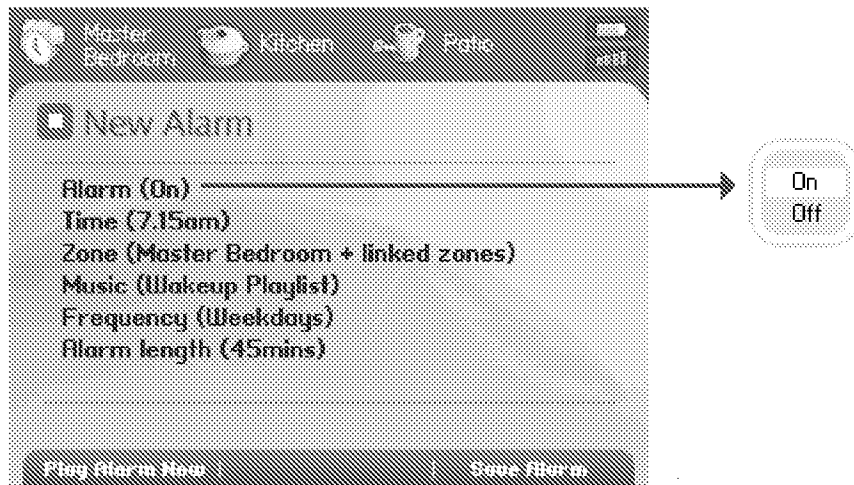 Master
Bedroom
Kitchen
Patio
New Alarm
Alarm (On)
Time (7.15am)
Zone (Master Bedroom + linked zones)
Music (Wakeup Playlist)
Frequency (Weekdays)
Alarm length (45mins)
On
Off
Play Alarm Now
Save Alarm